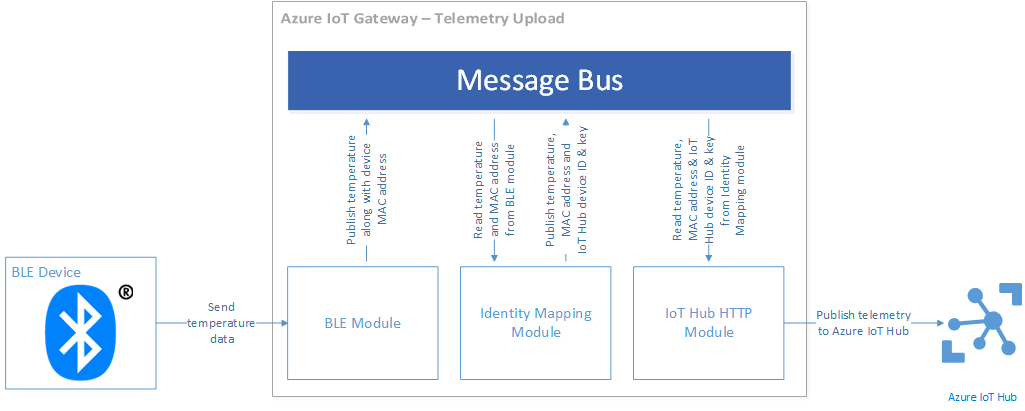 Azure IoT Gateway – Telemetry Upload
Message Bus
Publish temperature
along with device
MAC address
Read temperature
and MAC address
from BLE module
Publish temperature,
MAC address and
IoT Hub device ID & key
Read temperature,
MAC address & IoT
Hub device ID & key
from Identity
Mapping module
BLE Device
®
Send
temperature
data
BLE Module
Identity Mapping
Module
IoT Hub HTTP
Module
Publish telemetry
to Azure IoT Hub
Azure IoT Hub